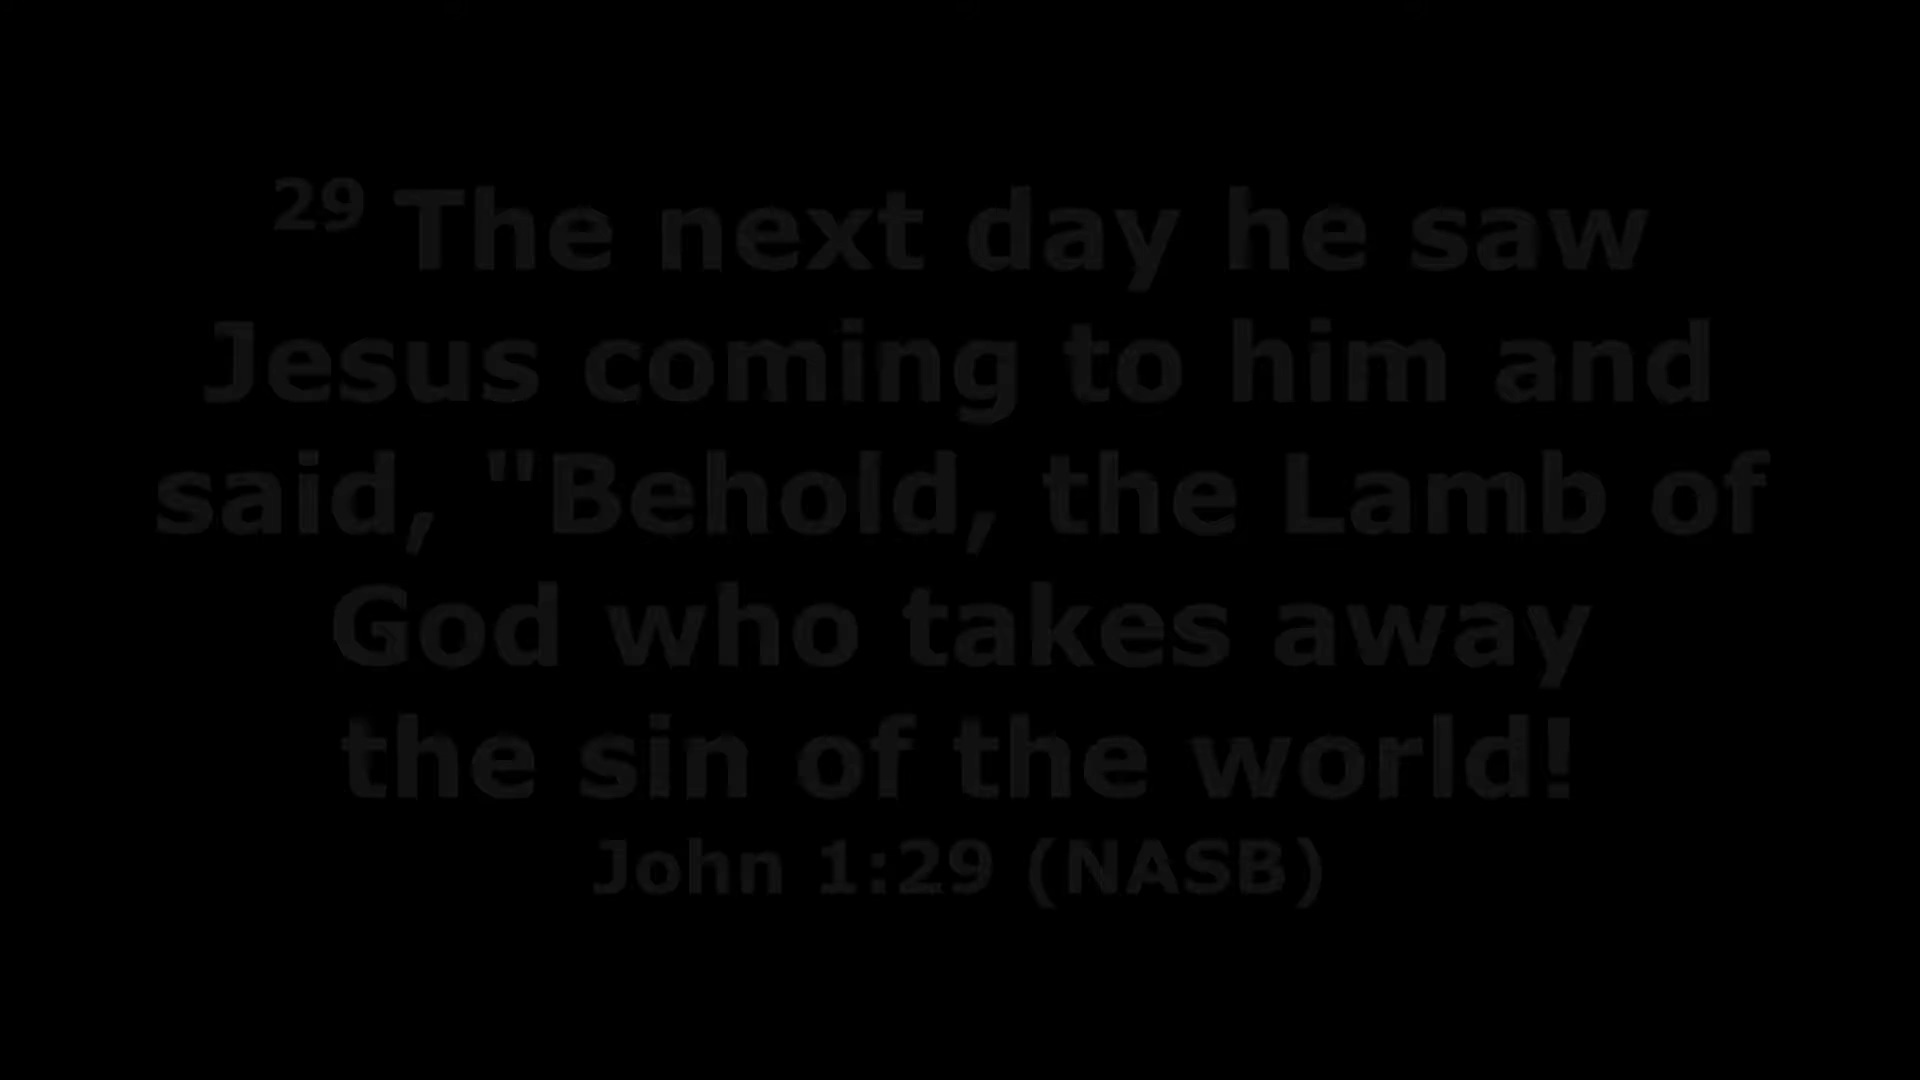 29 The next day he saw
Jesus coming to him and
said, "Behold, the Lamb of
God who takes away
the sin of the world!
John 1:29 (NASB)